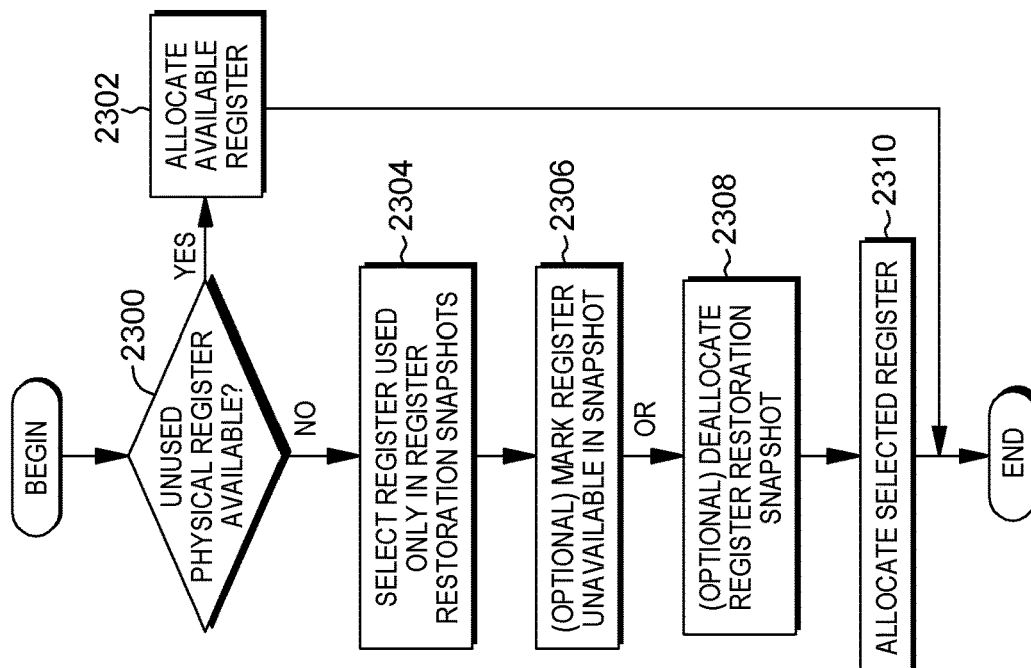 BEGIN
2300
UNUSED
PHYSICAL REGISTER
AVAILABLE?
YES
2302
ALLOCATE
AVAILABLE
REGISTER
NO
2304
SELECT REGISTER USED
ONLY IN REGISTER
RESTORATION SNAPSHOTS
2306
(OPTIONAL) MARK REGISTER
UNAVAILABLE IN SNAPSHOT
OR
2308
(OPTIONAL) DEALLOCATE
REGISTER RESTORATION
SNAPSHOT
2310
ALLOCATE SELECTED REGISTER
END